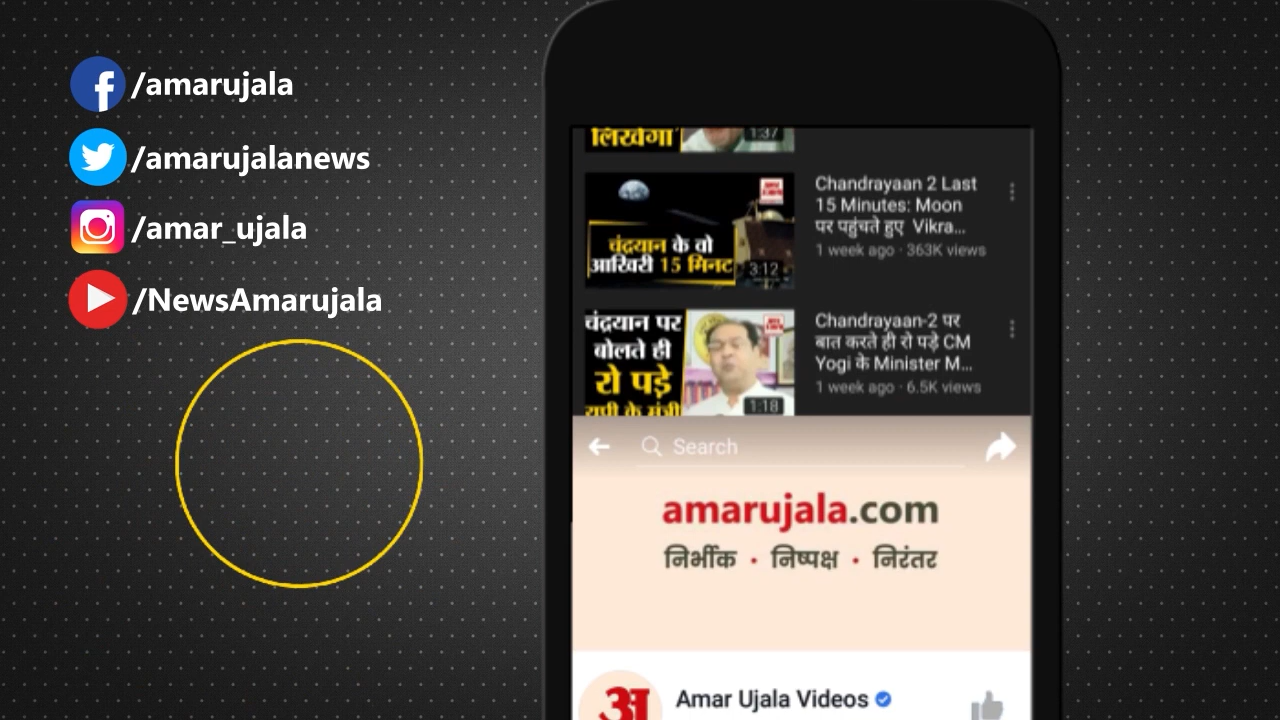 /amarujala
/amarujalanews
/amar_ujala
/NewsAmarujala
लिखेगा'
1:37
चंद्रयान के वो
आखिरी 15 मिनट
3:12
Chandrayaan 2 Last
15 Minutes: Moon
पर पहुंचते हुए Vikra...
1 week ago · 363K views
चंद्रयान पर
बोलते ही
रो पड़े
यूपी के मंत्री
1:18
Chandrayaan-2 पर
बात करते ही रो पड़े CM
Yogi के Minister M...
1 week ago · 6.5K views
Search
amarujala.com
निर्भीक • निष्पक्ष • निरंतर
अ
Amar Ujala Videos